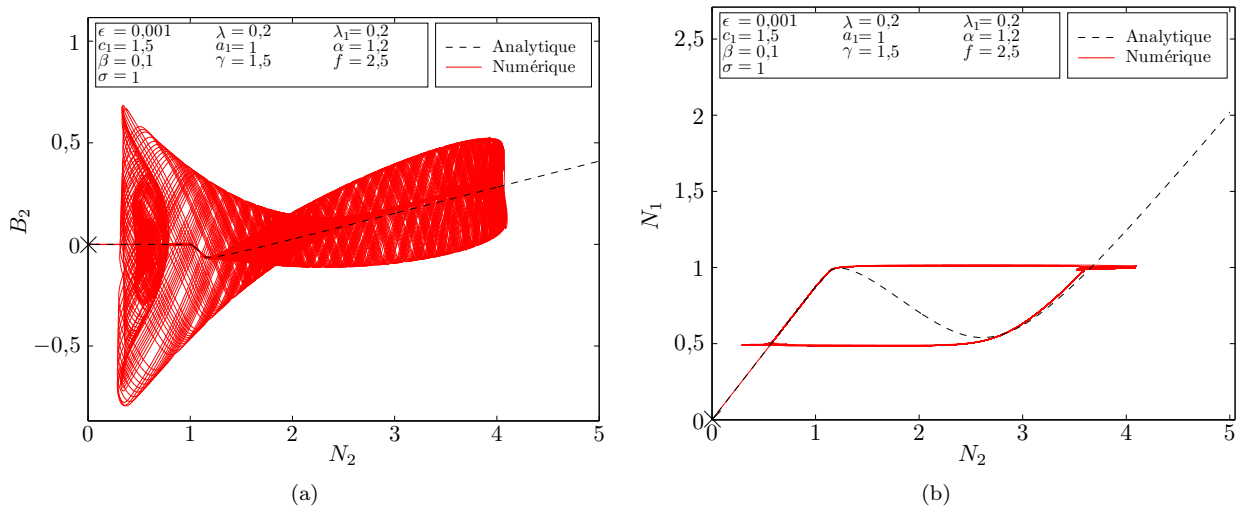 ϵ = 0,001 λ = 0,2 λ₁= 0,2
c₁= 1,5 a₁= 1 α = 1,2
β = 0,1 γ = 1,5 f = 2,5
σ = 1
Analytique
Numérique
1
0,5
0
−0,5
B₂
0 1 2 3 4 5
N₂
(a)
ϵ = 0,001 λ = 0,2 λ₁= 0,2
c₁= 1,5 a₁= 1 α = 1,2
β = 0,1 γ = 1,5 f = 2,5
σ = 1
Analytique
Numérique
2,5
2
1,5
1
0,5
0
N₁
0 1 2 3 4 5
N₂
(b)